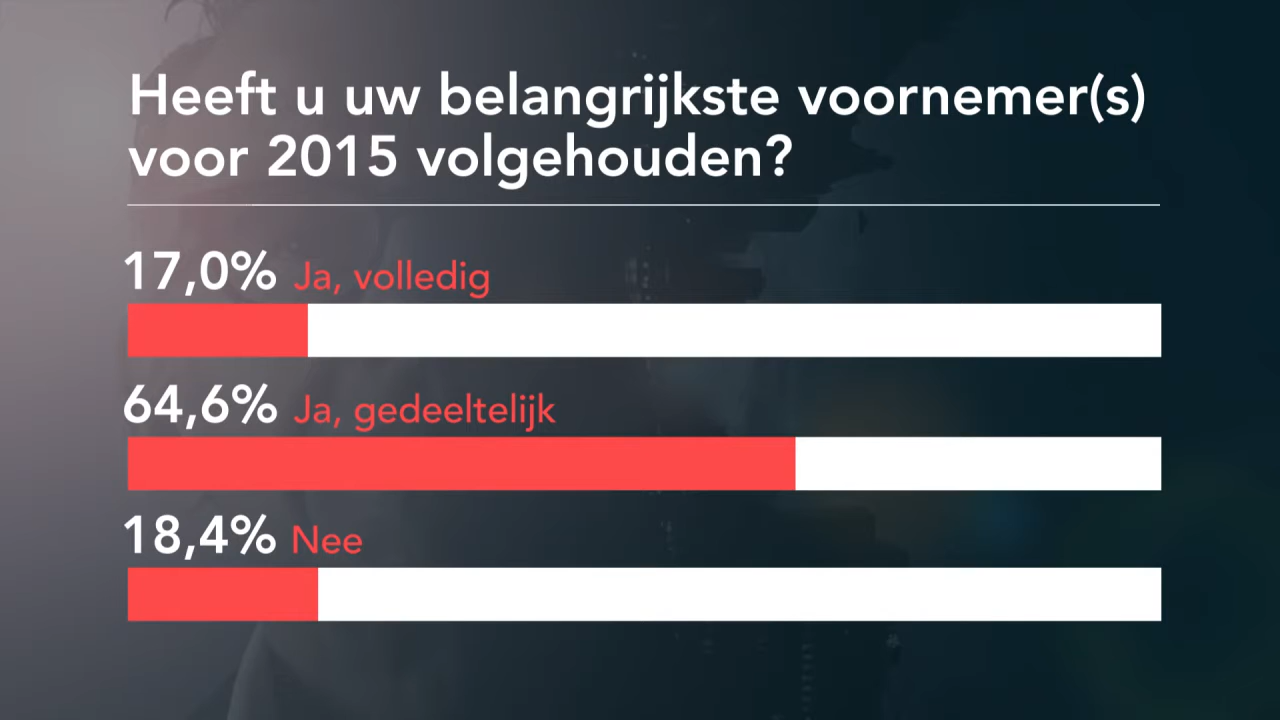 Heeft u uw belangrijkste voornemer(s)
voor 2015 volgehouden?
17,0% Ja, volledig
64,6% Ja, gedeeltelijk
18,4% Nee